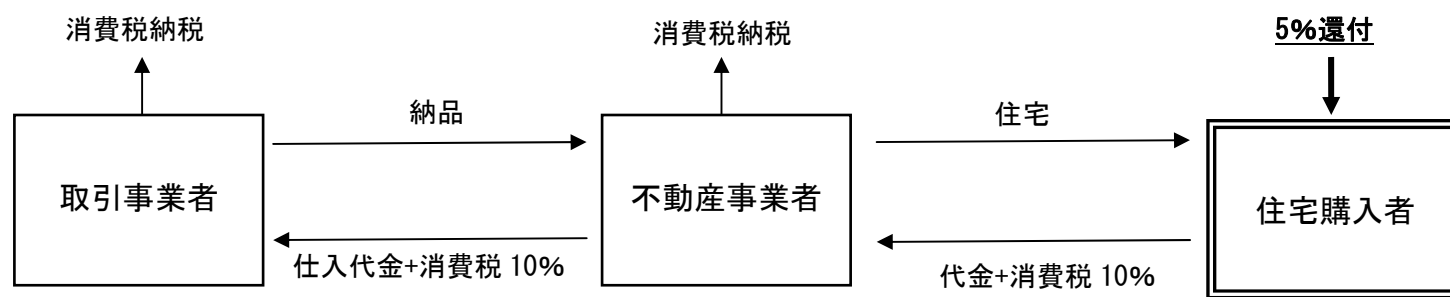 消費税納税
消費税納税
5%還付
納品
住宅
取引事業者
不動産事業者
住宅購入者
仕入代金+消費税 10%
代金+消費税 10%